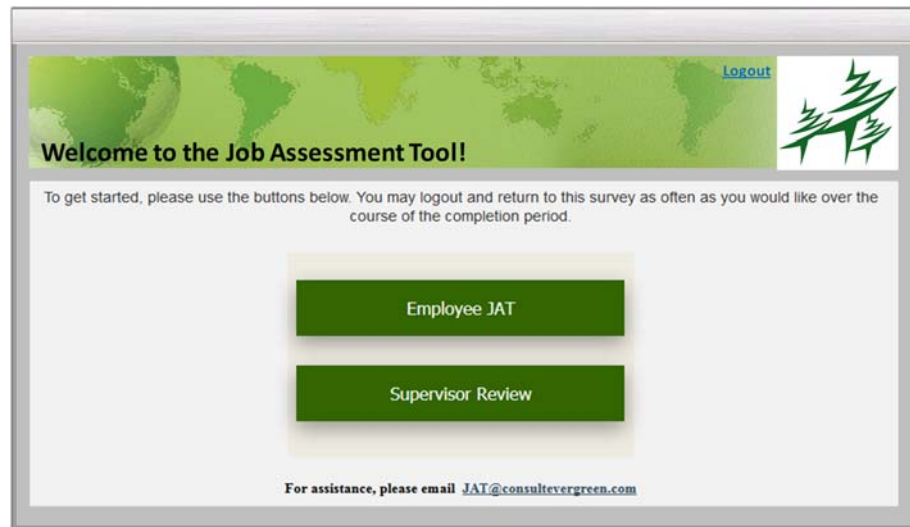 Logout
Welcome to the Job Assessment Tool!
To get started, please use the buttons below. You may logout and return to this survey as often as you would like over the
course of the completion period.
Employee JAT
Supervisor Review
For assistance, please email JAT@consultevergreen.com